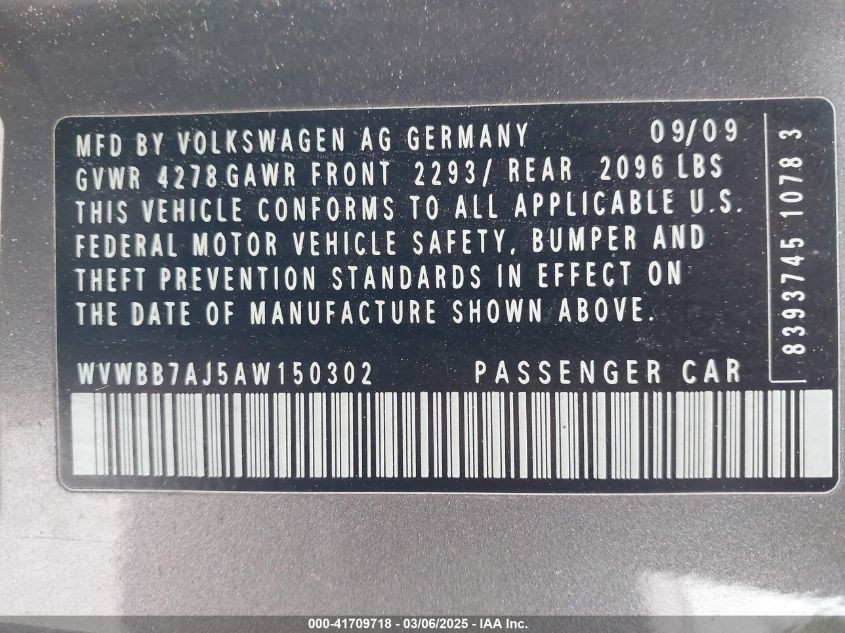 MFD BY VOLKSWAGEN AG GERMANY 09/09
GVWR 4278 GAWR FRONT 2293/ REAR 2096 LBS
THIS VEHICLE CONFORMS TO ALL APPLICABLE U.S.
FEDERAL MOTOR VEHICLE SAFETY, BUMPER AND
THEFT PREVENTION STANDARDS IN EFFECT ON
THE DATE OF MANUFACTURE SHOWN ABOVE.
WVWBB7AJ5AW150302 PASSENGER CAR
8393745 1078 3
000-41709718 - 03/06/2025 - IAA Inc.